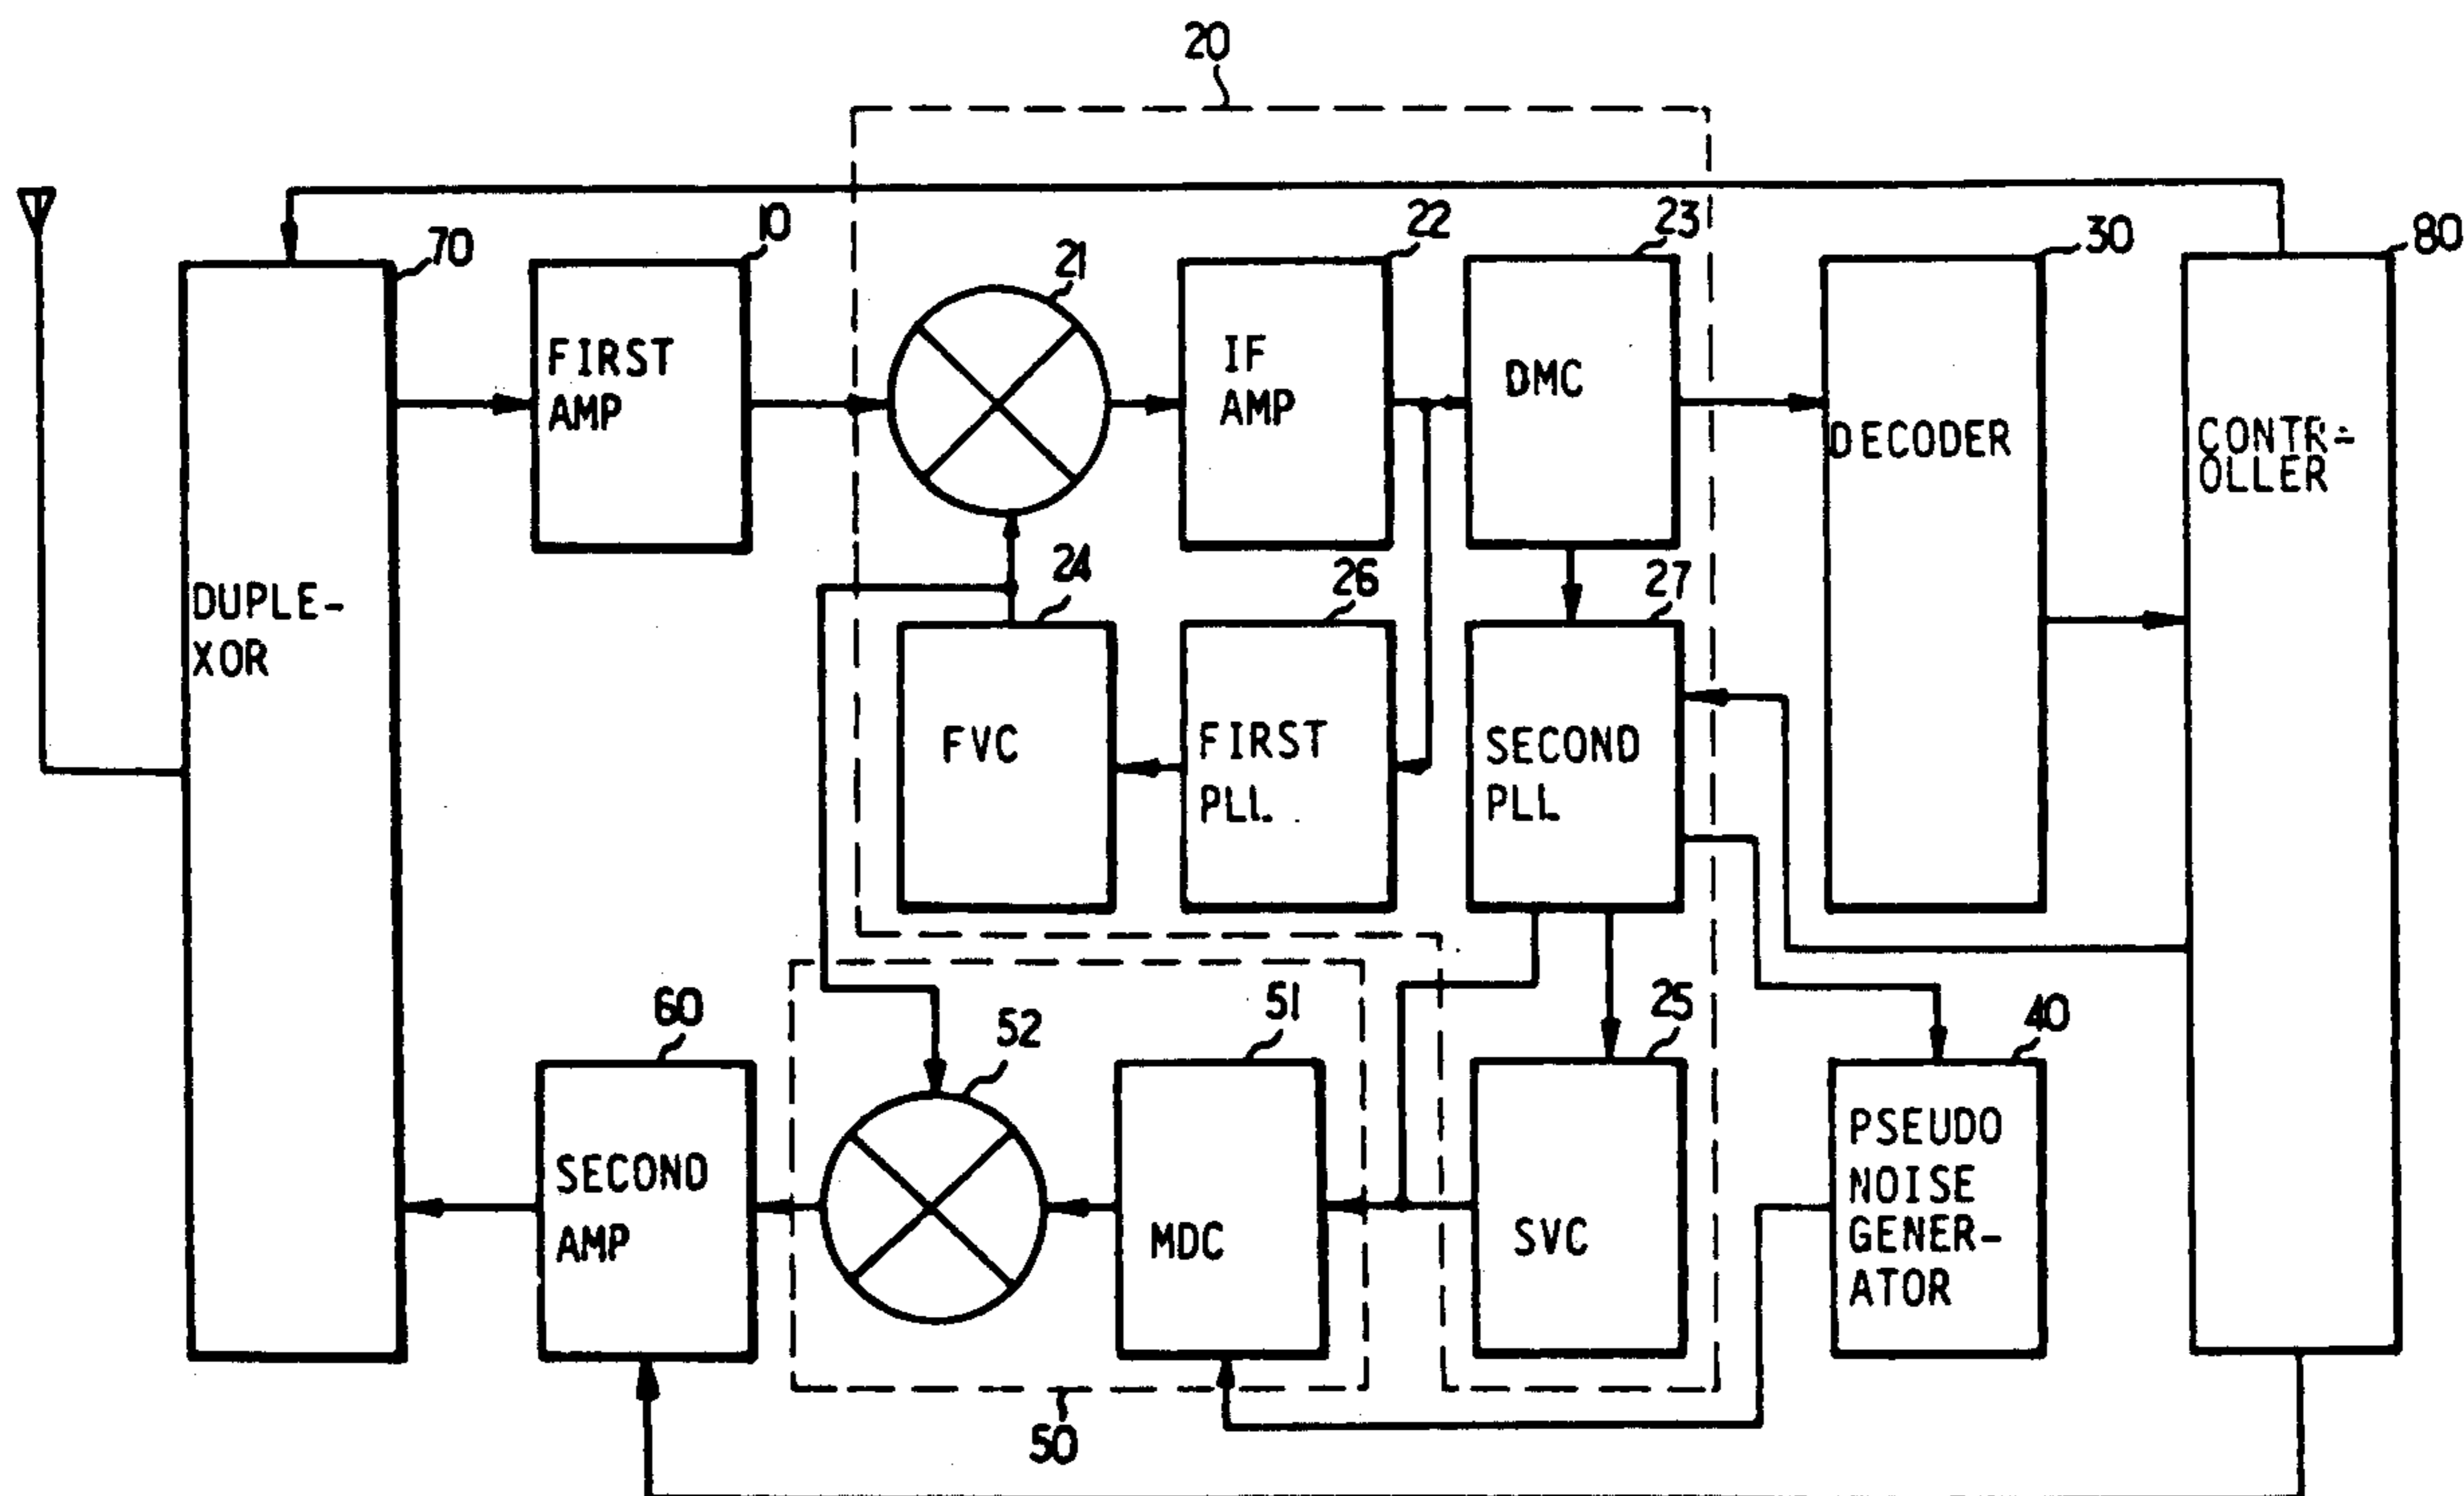 20
70
10
21
22
23
30
80
FIRST
AMP
IF
AMP
DMC
DECODER
CONTR-
OLLER
DUPLE-
XOR
24
26
27
FVC
FIRST
PLL
SECOND
PLL
60
52
51
25
40
SECOND
AMP
MDC
SVC
PSEUDO
NOISE
GENER-
ATOR
50